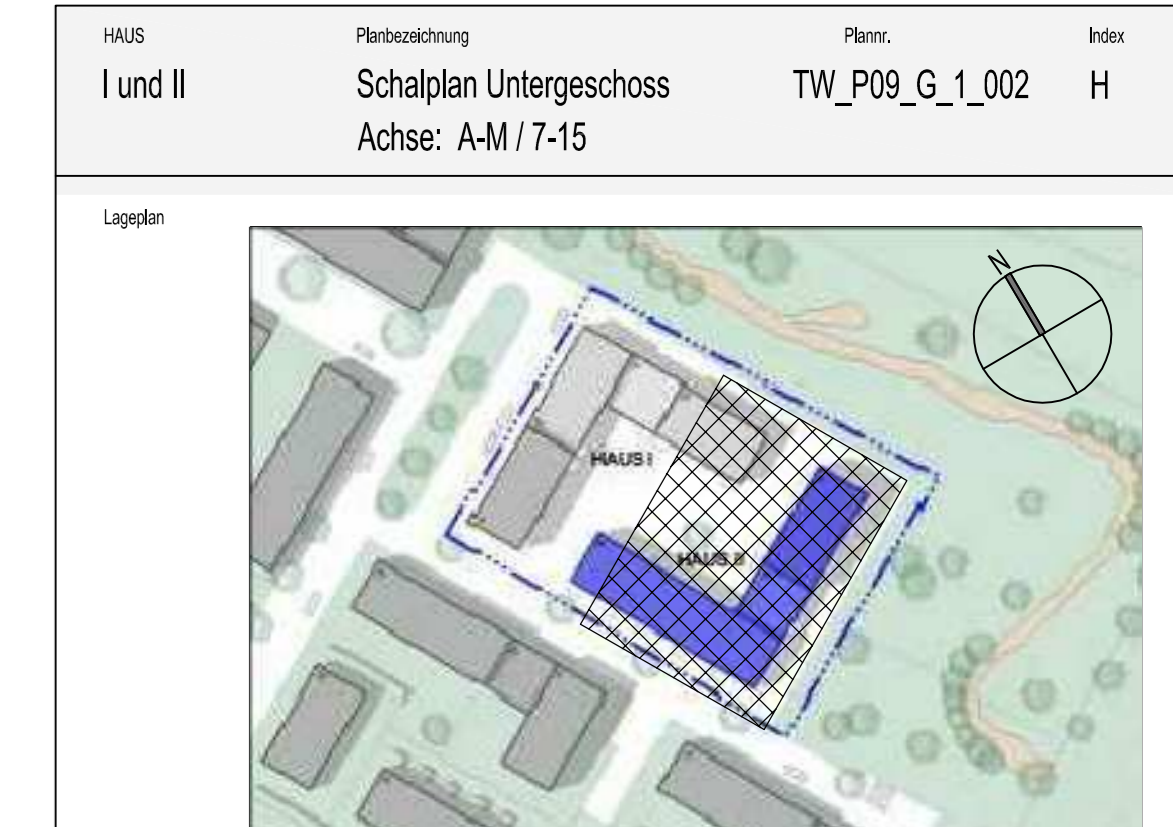 HAUS Planbezeichnung Plannr. Index
I und II Schalplan Untergeschoss TW_P09_G_1_002 H
Achse: A-M / 7-15
Lageplan
N
HAUS I
HAUS II